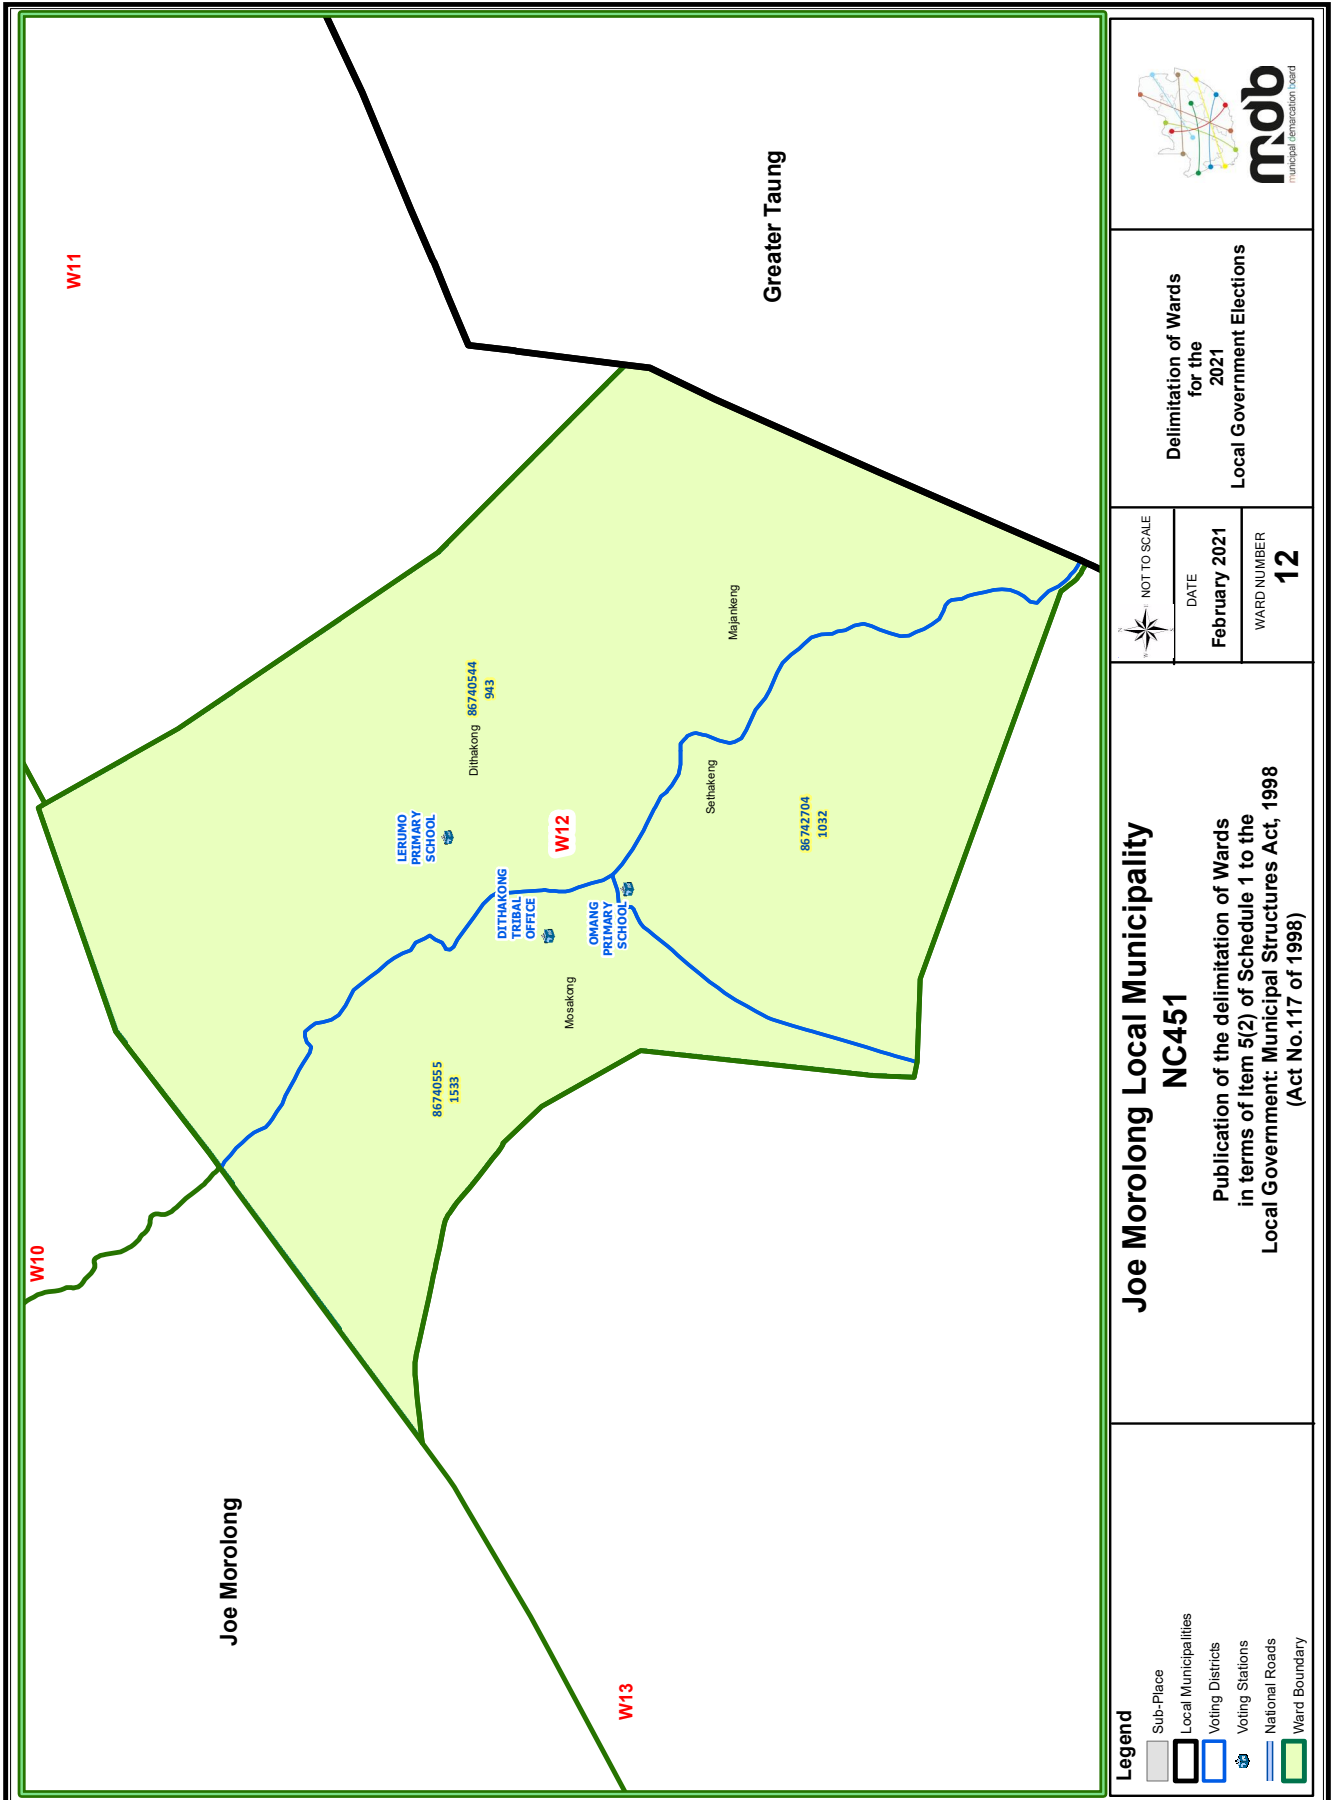 W10
W11
Joe Morolong
Greater Taung
LERUMO
PRIMARY
SCHOOL
Dithakong
86740544
943
86740555
1533
DITHAKONG
TRIBAL
OFFICE
W12
Mosakong
OMANG
PRIMARY
SCHOOL
Sethakeng
Majankeng
86742704
1032
W13
Legend
Sub-Place
Local Municipalities
Voting Districts
Voting Stations
National Roads
Ward Boundary
Joe Morolong Local Municipality
NC451
Publication of the delimitation of Wards
in terms of Item 5(2) of Schedule 1 to the
Local Government: Municipal Structures Act, 1998
(Act No.117 of 1998)
N
W
E
S
NOT TO SCALE
DATE
February 2021
WARD NUMBER
12
Delimitation of Wards
for the
2021
Local Government Elections
mdb
municipal demarcation board